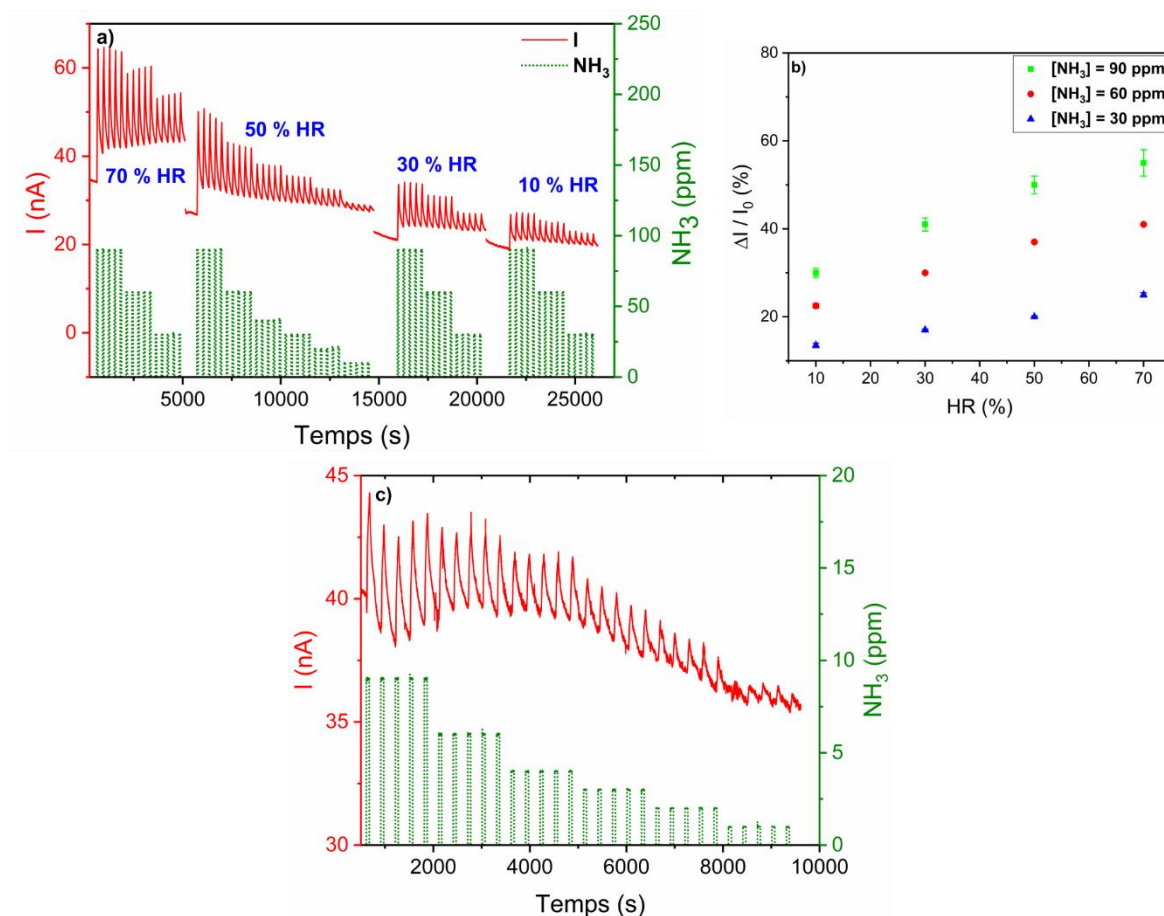 a)
I
NH3
70 % HR
50 % HR
30 % HR
10 % HR
I (nA)
60
40
20
0
NH3 (ppm)
250
200
150
100
50
0
5000 10000 15000 20000 25000
Temps (s)
b)
[NH3] = 90 ppm
[NH3] = 60 ppm
[NH3] = 30 ppm
ΔI / I0 (%)
80
60
40
20
10 20 30 40 50 60 70
HR (%)
c)
I (nA)
45
40
35
30
NH3 (ppm)
20
15
10
5
0
2000 4000 6000 8000 10000
Temps (s)